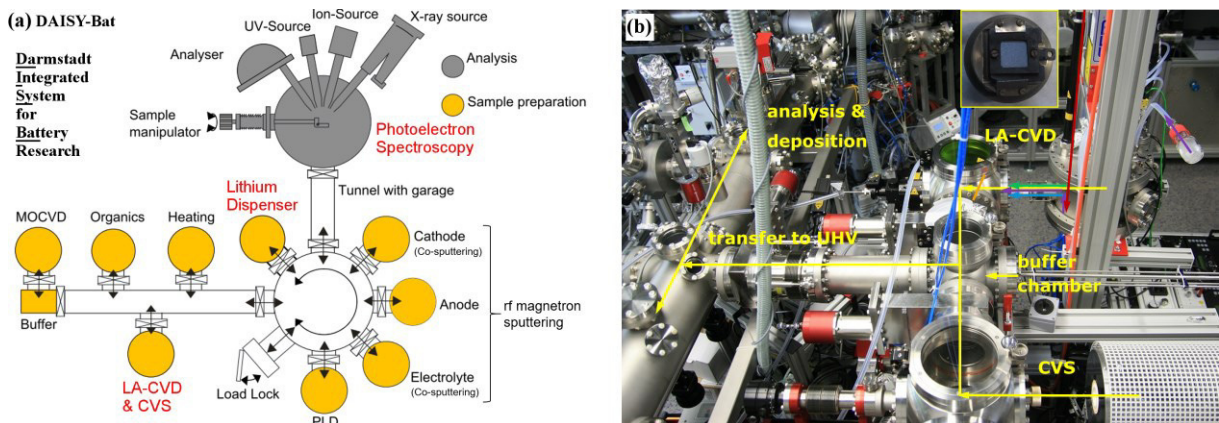 (a) DAISY-Bat
Darmstadt
Integrated
System
for
Battery
Research
Analyser
UV-Source
Ion-Source
X-ray source
Analysis
Sample preparation
Sample
manipulator
Photoelectron
Spectroscopy
Tunnel with garage
Lithium
Dispenser
MOCVD
Organics
Heating
Cathode
(Co-sputtering)
Anode
rf magnetron
sputtering
Buffer
LA-CVD
& CVS
Load Lock
PLD
Electrolyte
(Co-sputtering)
(b)
analysis &
deposition
LA-CVD
transfer to UHV
buffer
chamber
CVS